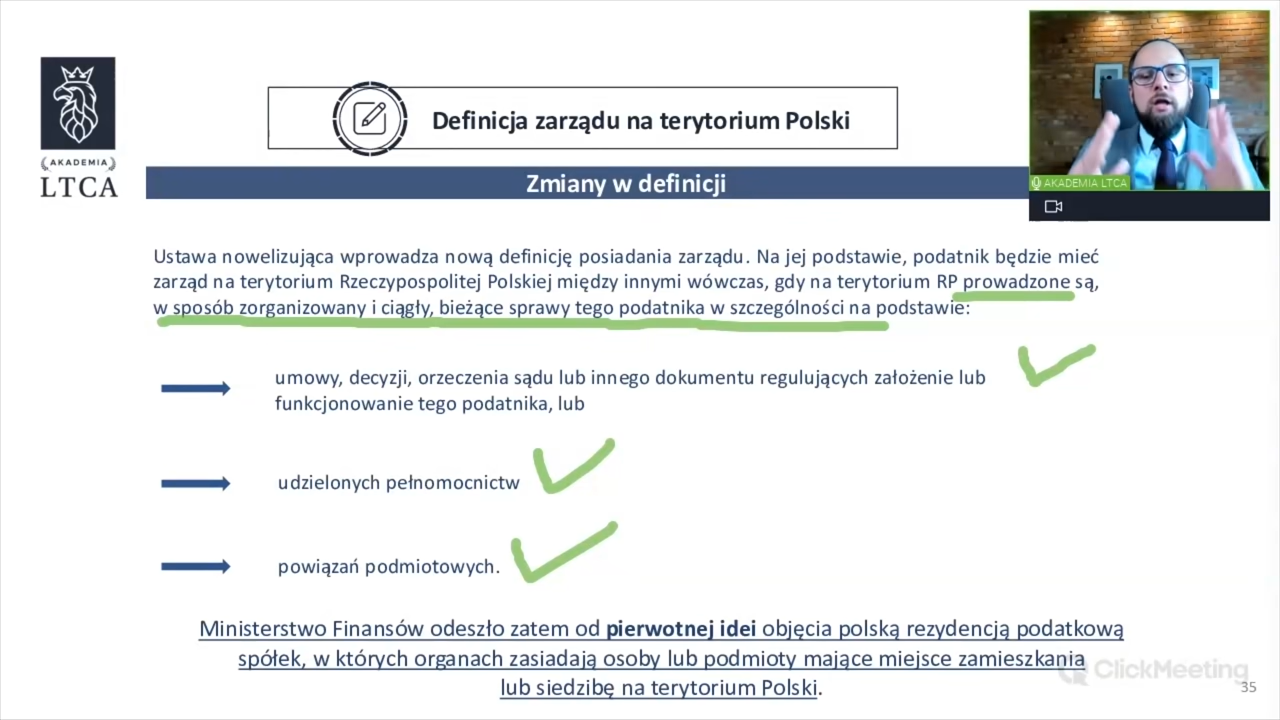 Definicja zarządu na terytorium Polski
AKADEMIA
LTCA
Zmiany w definicji
AKADEMIA LTCA
Ustawa nowelizująca wprowadza nową definicję posiadania zarządu. Na jej podstawie, podatnik będzie mieć
zarząd na terytorium Rzeczypospolitej Polskiej między innymi wówczas, gdy na terytorium RP prowadzone są,
w sposób zorganizowany i ciągły, bieżące sprawy tego podatnika w szczególności na podstawie:
umowy, decyzji, orzeczenia sądu lub innego dokumentu regulujących założenie lub
funkcjonowanie tego podatnika, lub
udzielonych pełnomocnictw
powiązań podmiotowych.
Ministerstwo Finansów odeszło zatem od pierwotnej idei objęcia polską rezydencją podatkową
spółek, w których organach zasiadają osoby lub podmioty mające miejsce zamieszkania
lub siedzibę na terytorium Polski.
ClickMeeting
35